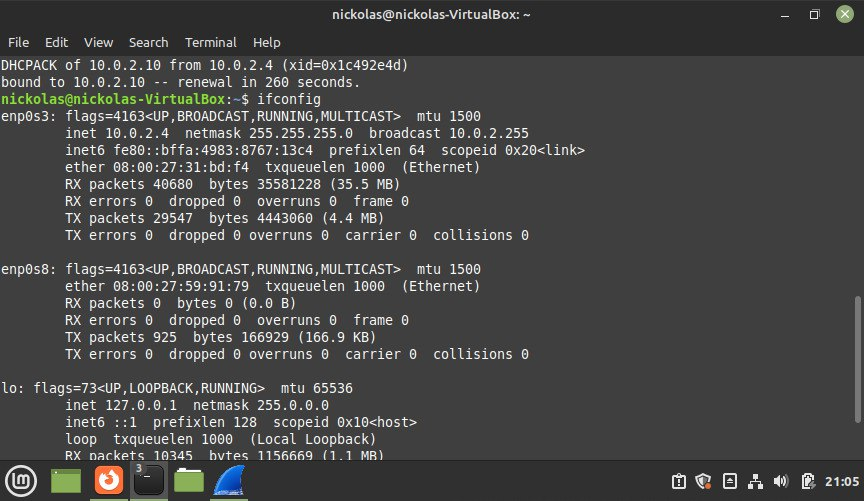 nickolas@nickolas-VirtualBox: ~
File Edit View Search Terminal Help
DHCPACK of 10.0.2.10 from 10.0.2.4 (xid=0x1c492e4d)
bound to 10.0.2.10 -- renewal in 260 seconds.
nickolas@nickolas-VirtualBox:~$ ifconfig
enp0s3: flags=4163<UP,BROADCAST,RUNNING,MULTICAST>  mtu 1500
        inet 10.0.2.4  netmask 255.255.255.0  broadcast 10.0.2.255
        inet6 fe80::bffa:4983:8767:13c4  prefixlen 64  scopeid 0x20<link>
        ether 08:00:27:31:bd:f4  txqueuelen 1000  (Ethernet)
        RX packets 40680  bytes 35581228 (35.5 MB)
        RX errors 0  dropped 0  overruns 0  frame 0
        TX packets 29547  bytes 4443060 (4.4 MB)
        TX errors 0  dropped 0 overruns 0  carrier 0  collisions 0
enp0s8: flags=4163<UP,BROADCAST,RUNNING,MULTICAST>  mtu 1500
        ether 08:00:27:59:91:79  txqueuelen 1000  (Ethernet)
        RX packets 0  bytes 0 (0.0 B)
        RX errors 0  dropped 0  overruns 0  frame 0
        TX packets 925  bytes 166929 (166.9 KB)
        TX errors 0  dropped 0 overruns 0  carrier 0  collisions 0
lo: flags=73<UP,LOOPBACK,RUNNING>  mtu 65536
        inet 127.0.0.1  netmask 255.0.0.0
        inet6 ::1  prefixlen 128  scopeid 0x10<host>
        loop  txqueuelen 1000  (Local Loopback)
        RX packets 10345  bytes 1156669 (1.1 MB)
3
21:05